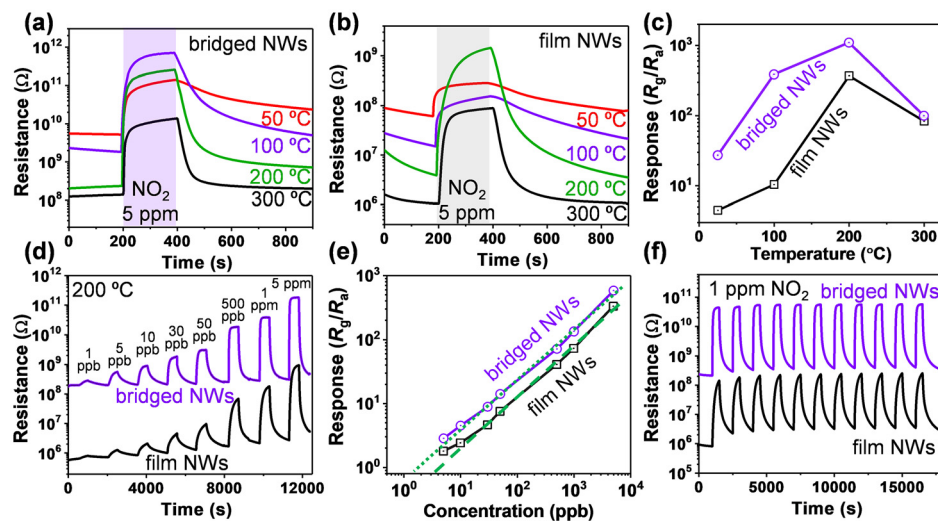 (a)
bridged NWs
10¹²
10¹¹
10¹⁰
10⁹
10⁸
Resistance (Ω)
50 ºC
100 ºC
200 ºC
300 ºC
NO₂
5 ppm
0 200 400 600 800
Time (s)
(b)
film NWs
10⁹
10⁸
10⁷
10⁶
Resistance (Ω)
50 ºC
100 ºC
200 ºC
300 ºC
NO₂
5 ppm
0 200 400 600 800
Time (s)
(c)
10³
10²
10¹
Response (Rg/Ra)
bridged NWs
film NWs
100 200 300
Temperature (°C)
(d)
200 ºC
10¹²
10¹¹
10¹⁰
10⁹
10⁸
10⁷
10⁶
Resistance (Ω)
1
ppb
5
ppb
10
ppb
30
ppb
50
ppb
500
ppb
1
ppm
5 ppm
bridged NWs
film NWs
0 4000 8000 12000
Time (s)
(e)
10³
10²
10¹
10⁰
Response (Rg/Ra)
bridged NWs
film NWs
10⁰ 10¹ 10² 10³ 10⁴
Concentration (ppb)
(f)
1 ppm NO₂
bridged NWs
10¹¹
10¹⁰
10⁹
10⁸
10⁷
10⁶
10⁵
Resistance (Ω)
film NWs
0 5000 10000 15000
Time (s)